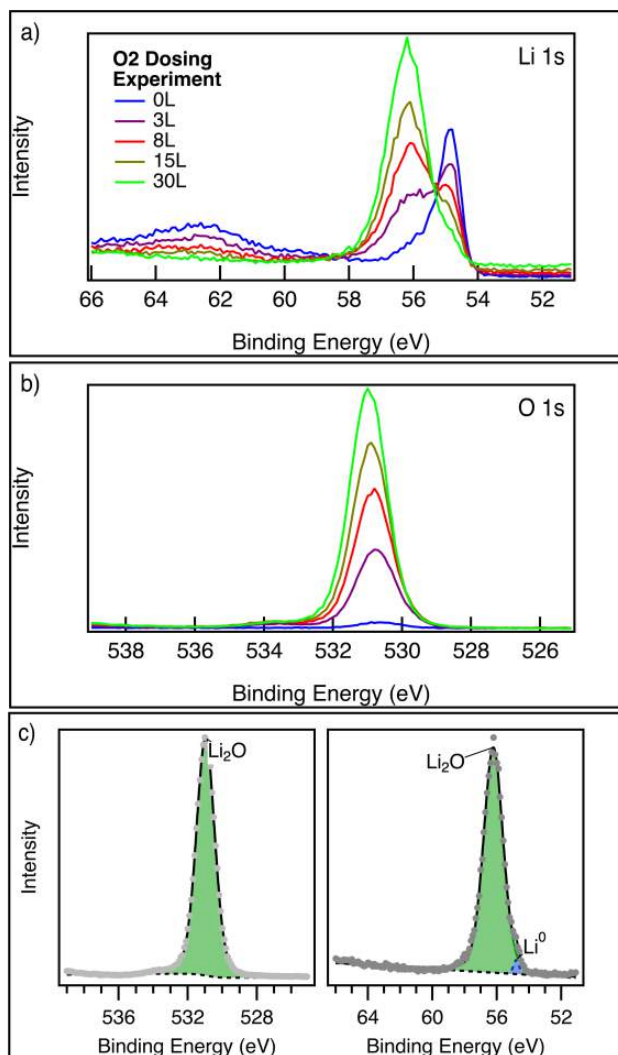 a)
Li 1s
O2 Dosing
Experiment
0L
3L
8L
15L
30L
Intensity
66 64 62 60 58 56 54 52
Binding Energy (eV)
b)
O 1s
Intensity
538 536 534 532 530 528 526
Binding Energy (eV)
c)
Li₂O
Li₂O
Li⁰
Intensity
536 532 528
64 60 56 52
Binding Energy (eV)
Binding Energy (eV)